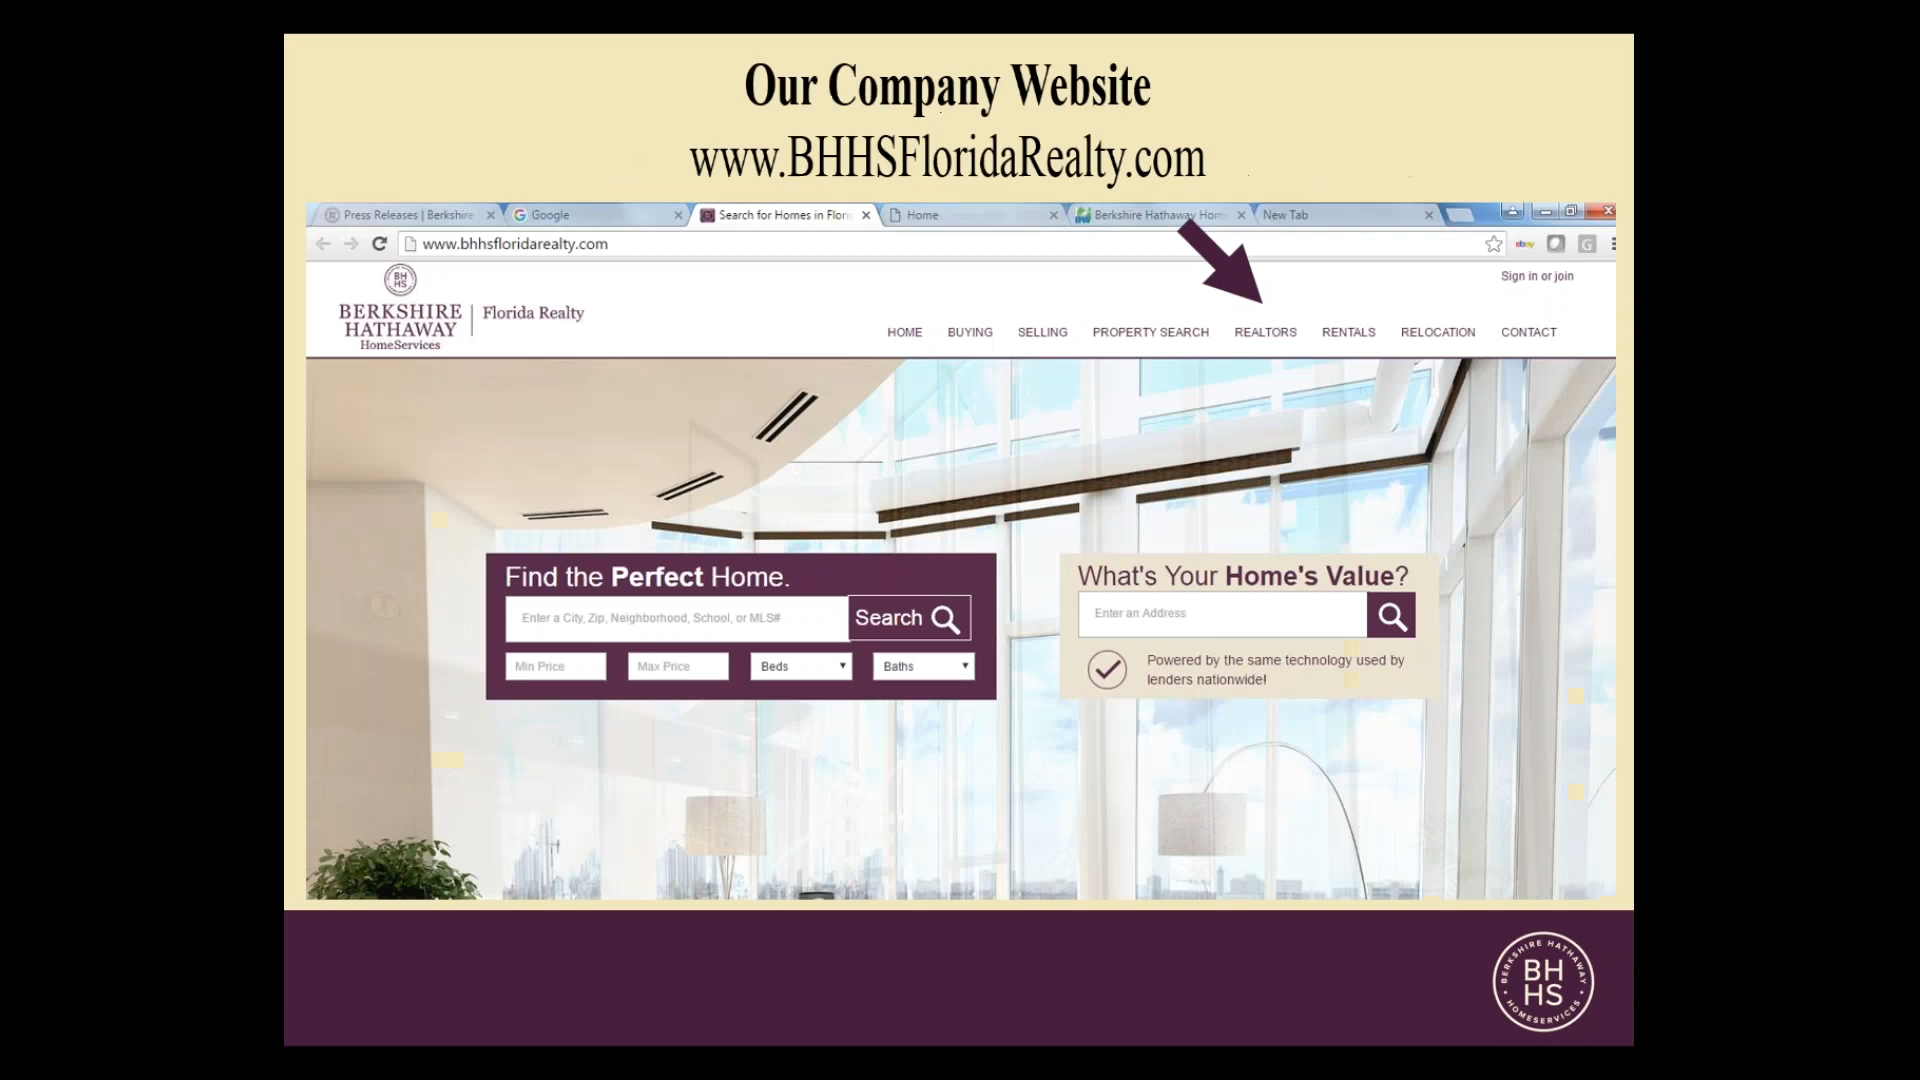 Our Company Website
www.BHHSFloridaRealty.com
Press Releases | Berkshire
Google
Search for Homes in Flori
Home
Berkshire Hathaway Hom
New Tab
www.bhhsfloridarealty.com
ebay
G
Sign in or join
BH
HS
BERKSHIRE
HATHAWAY
HomeServices
Florida Realty
HOME BUYING SELLING PROPERTY SEARCH REALTORS RENTALS RELOCATION CONTACT
Find the Perfect Home.
Enter a City, Zip, Neighborhood, School, or MLS#
Search
Min Price
Max Price
Beds
Baths
What's Your Home's Value?
Enter an Address
Powered by the same technology used by
lenders nationwide!
BERKSHIRE HATHAWAY
BH
HS
HOMESERVICES